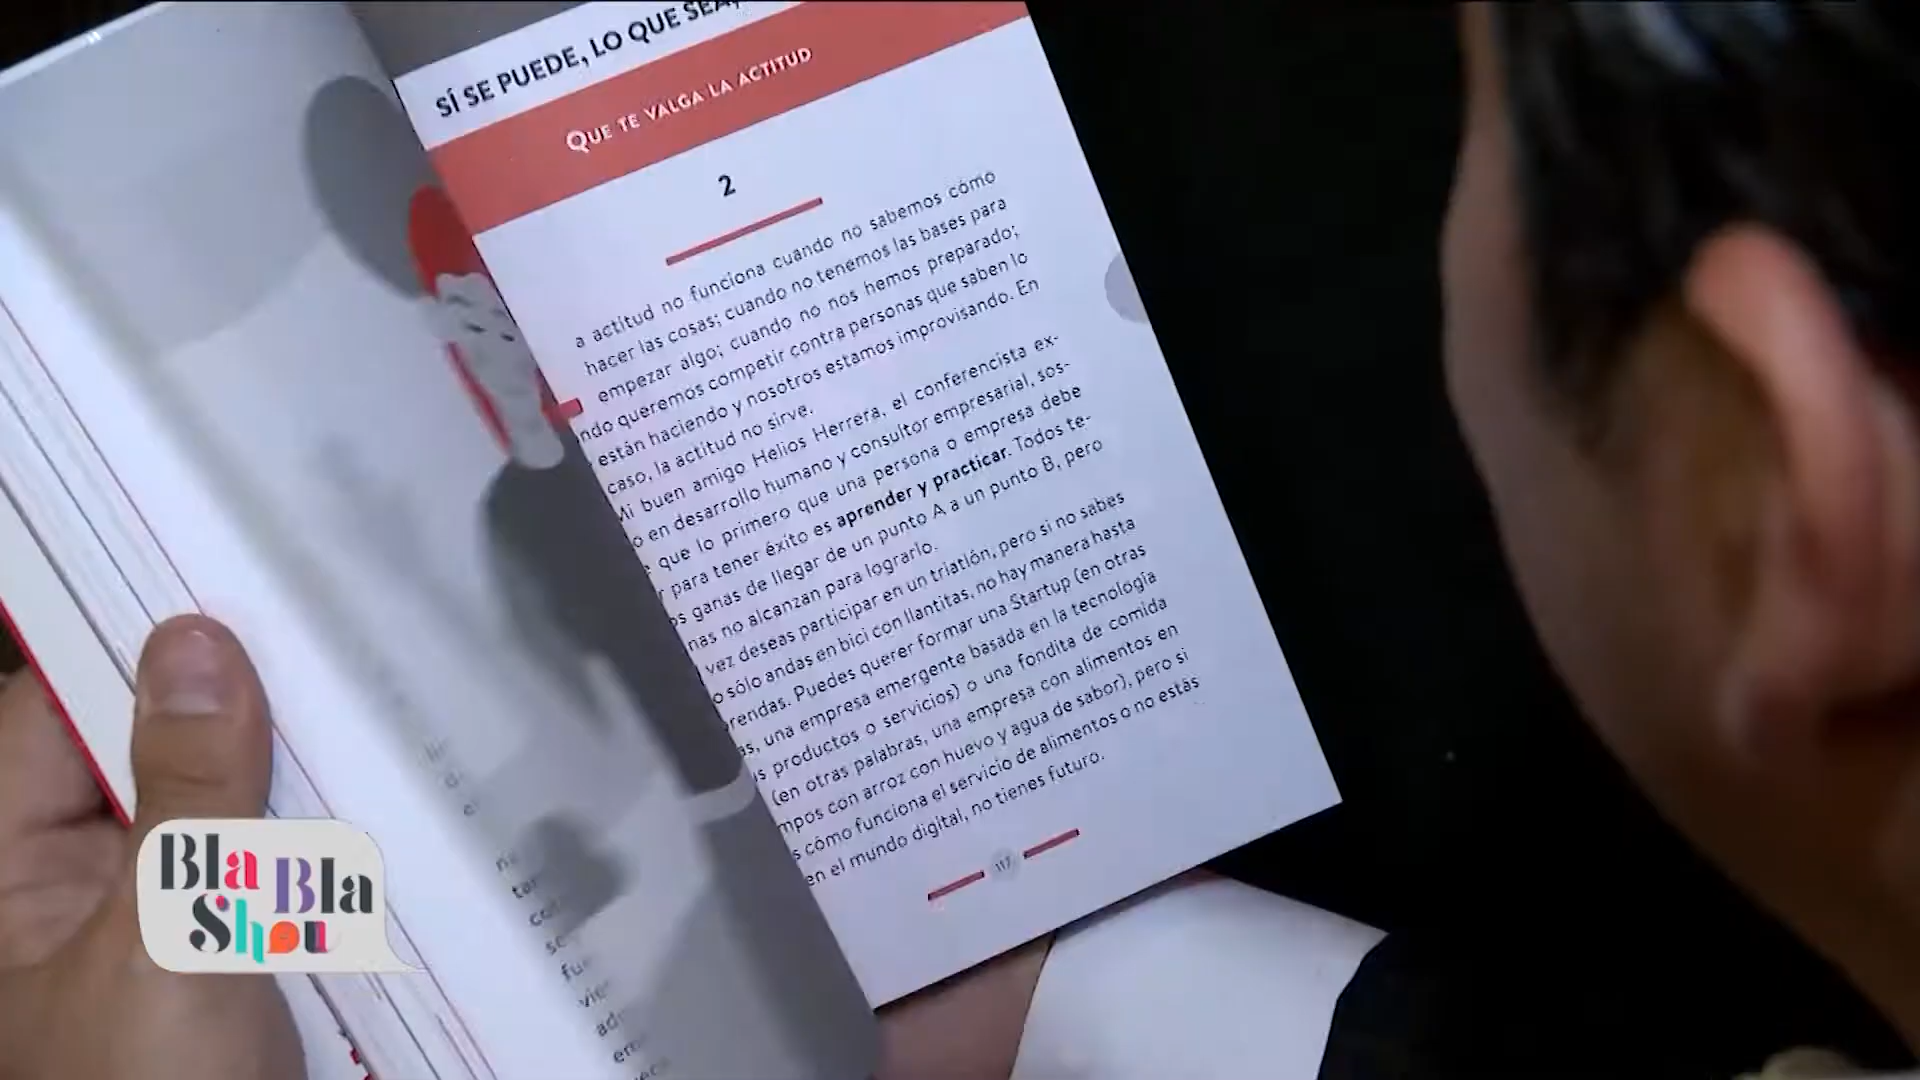 SÍ SE PUEDE, LO QUE SEA,
QUE TE VALGA LA ACTITUD
2
a actitud no funciona cuando no sabemos cómo
hacer las cosas; cuando no tenemos las bases para
empezar algo; cuando no nos hemos preparado;
ndo queremos competir contra personas que saben lo
están haciendo y nosotros estamos improvisando. En
caso, la actitud no sirve.
Mi buen amigo Helios Herrera, el conferencista ex-
o en desarrollo humano y consultor empresarial, sos-
que lo primero que una persona o empresa debe
r para tener éxito es aprender y practicar. Todos te-
os ganas de llegar de un punto A a un punto B, pero
nas no alcanzan para lograrlo.
vez deseas participar en un triatlón, pero si no sabes
o sólo andas en bici con llantitas, no hay manera hasta
rendas. Puedes querer formar una Startup (en otras
as, una empresa emergente basada en la tecnología
s productos o servicios) o una fondita de comida
(en otras palabras, una empresa con alimentos en
mpos con arroz con huevo y agua de sabor), pero si
s cómo funciona el servicio de alimentos o no estás
en el mundo digital, no tienes futuro.
117
Bla Bla
Show